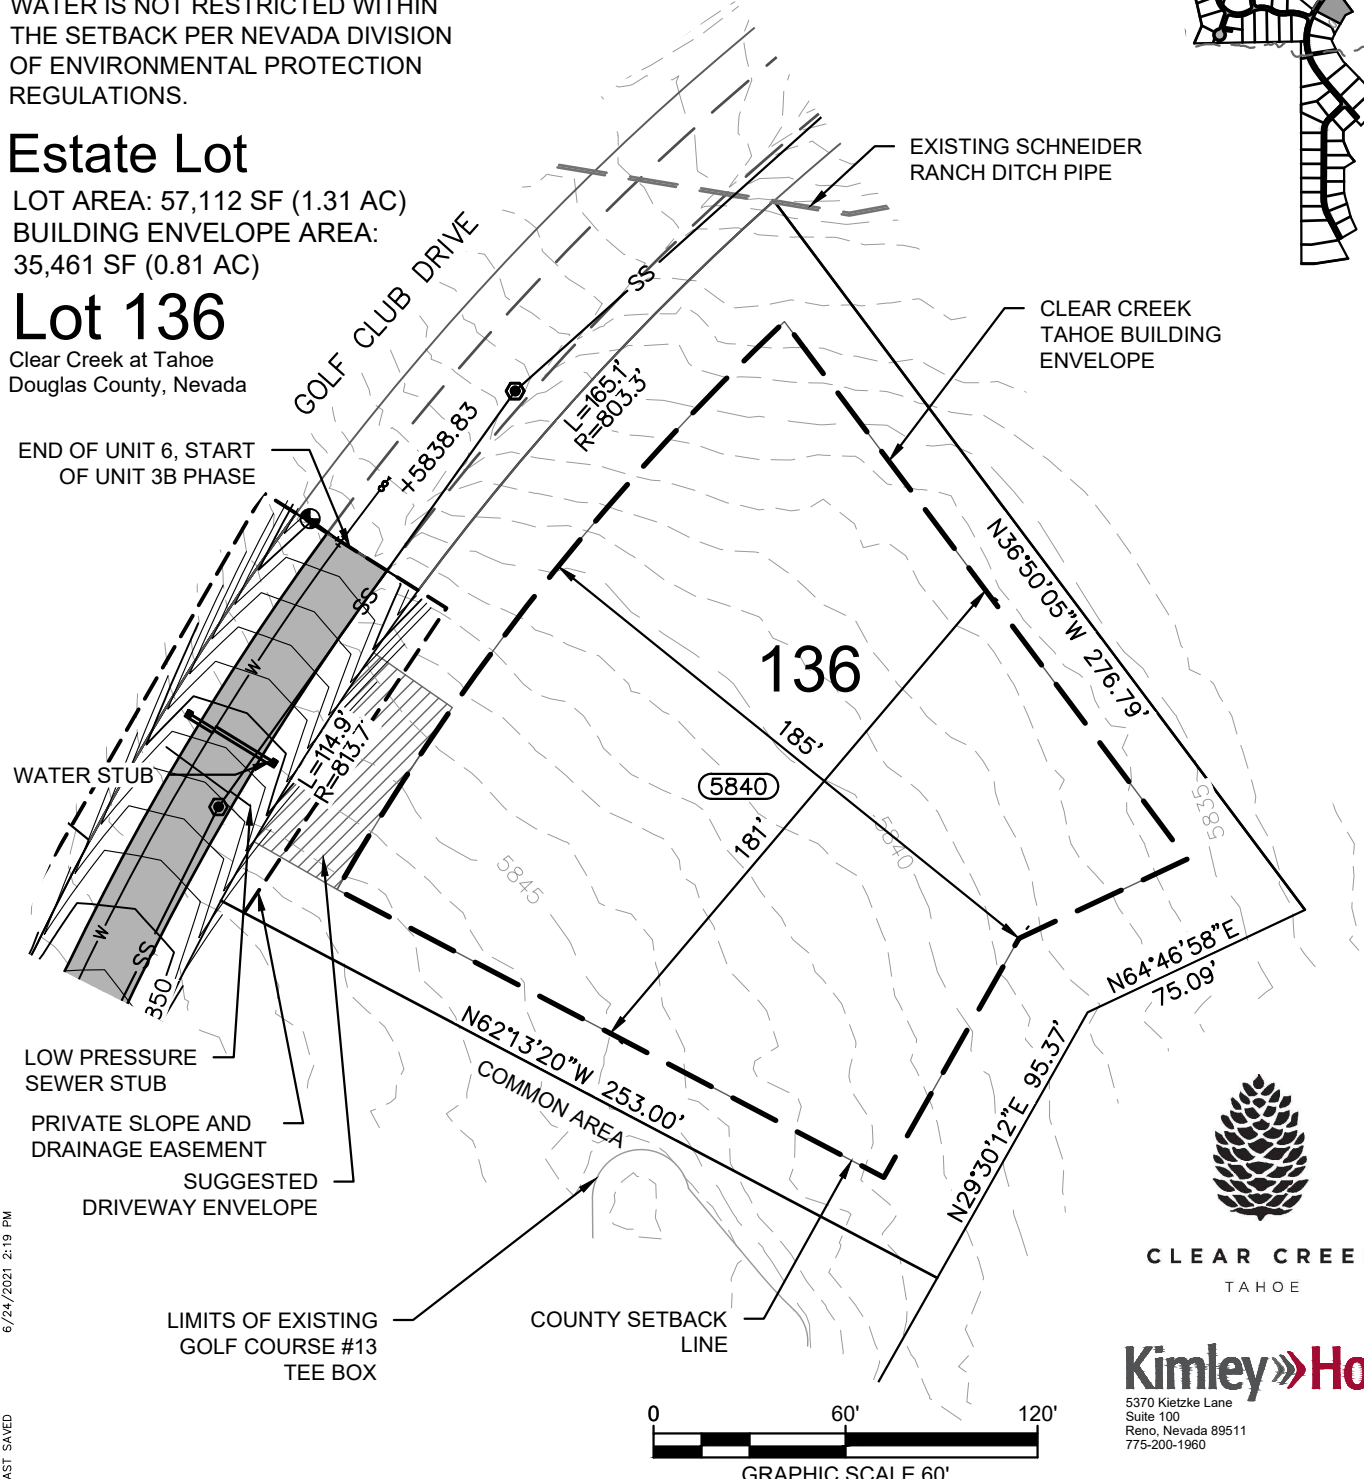 WATER IS NOT RESTRICTED WITHIN
THE SETBACK PER NEVADA DIVISION
OF ENVIRONMENTAL PROTECTION
REGULATIONS.
Estate Lot
LOT AREA: 57,112 SF (1.31 AC)
BUILDING ENVELOPE AREA:
35,461 SF (0.81 AC)
Lot 136
Clear Creek at Tahoe
Douglas County, Nevada
EXISTING SCHNEIDER
RANCH DITCH PIPE
CLEAR CREEK
TAHOE BUILDING
ENVELOPE
GOLF CLUB DRIVE
SS
L=165.1'
R=803.3'
+5838.83
END OF UNIT 6, START
OF UNIT 3B PHASE
SS
W
N36°50'05"W 276.79'
136
185'
5840
181'
5840
5835
5845
L=114.9'
R=813.7'
WATER STUB
W
SS
350
N64°46'58"E
75.09'
N62°13'20"W 253.00'
COMMON AREA
N29°30'12"E 95.37'
LOW PRESSURE
SEWER STUB
PRIVATE SLOPE AND
DRAINAGE EASEMENT
SUGGESTED
DRIVEWAY ENVELOPE
LIMITS OF EXISTING
GOLF COURSE #13
TEE BOX
COUNTY SETBACK
LINE
CLEAR CREE
TAHOE
Kimley»Ho
5370 Kietzke Lane
Suite 100
Reno, Nevada 89511
775-200-1960
0 60' 120'
GRAPHIC SCALE 60'
6/24/2021 2:19 PM
AST SAVED